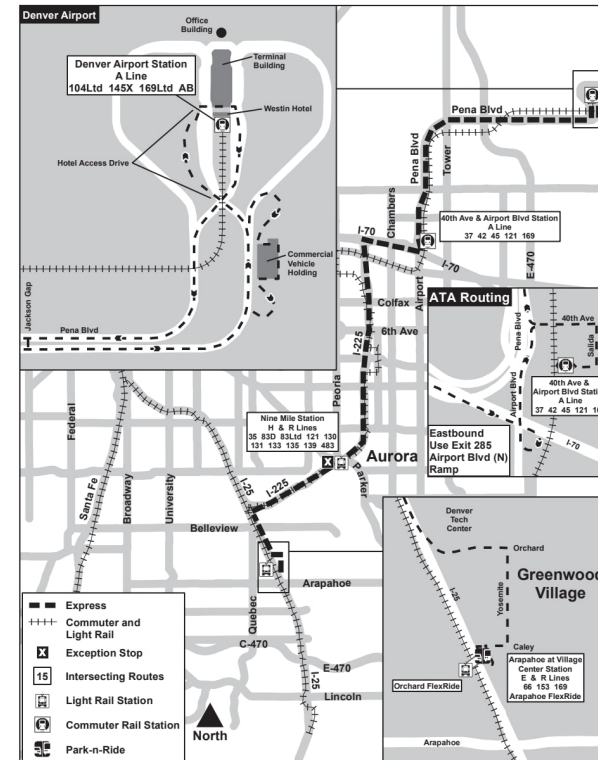 Denver Airport
Office
Building
Terminal
Building
Denver Airport Station
A Line
104Ltd 145X 169Ltd AB
Westin Hotel
Hotel Access Drive
Commercial
Vehicle
Holding
Jackson Gap
Pena Blvd
Pena Blvd
Pena Blvd
Tower
Chambers
40th Ave & Airport Blvd Station
A Line
37 42 45 121 169
I-70
I-70
E-470
Airport
Colfax
6th Ave
I-225
Peoria
ATA Routing
Pena Blvd
40th Ave
Salida
Airport Blvd
40th Ave &
A Line
37 42 45 121
I-70
Eastbound
Use Exit 285
Airport Blvd (N)
Ramp
Nine Mile Station
H & R Lines
35 83D 83Ltd 121 130
131 133 135 139 483
X
Aurora
Parker
Federal
Santa Fe
Broadway
University
I-25
I-225
Belleview
Arapahoe
Quebec
C-470
E-470
I-25
Lincoln
North
Express
Commuter and
Light Rail
X Exception Stop
15 Intersecting Routes
Light Rail Station
Commuter Rail Station
Park-n-Ride
Denver
Tech
Center
Orchard
I-25
Greenwood
Village
Yosemite
Caley
Arapahoe at Village
Center Station
E & R Lines
66 153 169
Arapahoe FlexRide
Orchard FlexRide
Arapahoe